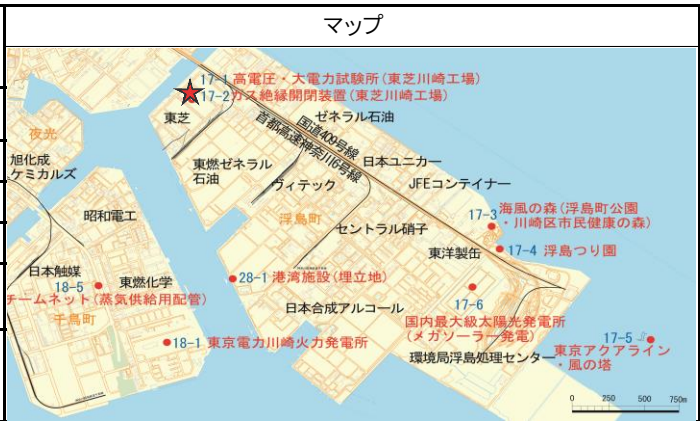 マップ
17-1 高電圧・大電力試験所(東芝川崎工場)
17-2 ガス絶縁開閉装置(東芝川崎工場)
東芝
ゼネラル石油
国道409号線
首都高速神奈川6号線
夜光
旭化成
ケミカルズ
東燃ゼネラル
石油
日本ユニカー
ヴィテック
JFEコンテイナー
昭和電工
浮島町
17-3 海風の森(浮島町公園
・川崎区市民健康の森)
セントラル硝子
東洋製缶
17-4 浮島つり園
日本触媒
18-5
東燃化学
28-1 港湾施設(埋立地)
チームネット(蒸気供給用配管)
千鳥町
日本合成アルコール
17-6
国内最大級太陽光発電所
(メガソーラー発電)
18-1 東京電力川崎火力発電所
環境局浮島処理センター
17-5
東京アクアライン
・風の塔
0 250 500 750m